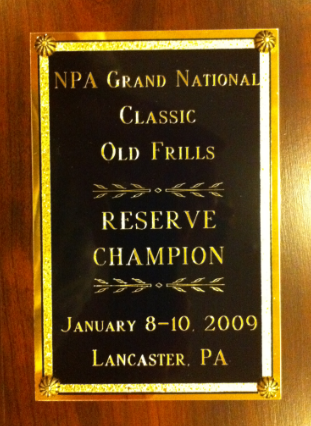 NPA Grand National
Classic
Old Frills
RESERVE
CHAMPION
January 8-10, 2009
Lancaster, PA